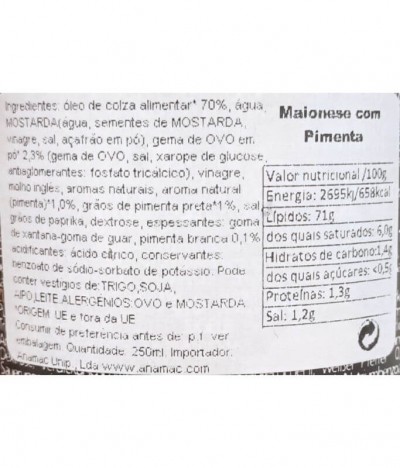 Ingredientes: óleo de colza alimentar* 70%, água,
MOSTARDA(água, sementes de MOSTARDA,
vinagre, sal, açafrão em pó), gema de OVO em
pó* 2,3% (gema de OVO, sal, xarope de glucose,
antiaglomerantes: fosfato tricálcico), vinagre,
molho inglês, aromas naturais, aroma natural
(pimenta)*1,0%, grãos de pimenta preta*1%, sal,
grãos de paprika, dextrose, espessantes: goma
de xantana-goma de guar, pimenta branca 0,1%
acidificantes: ácido cítrico, conservantes:
benzoato de sódio-sorbato de potássio. Pode
conter vestígios de:TRIGO,SOJA,
AIPO,LEITE.ALERGENIOS:OVO e MOSTARDA
*ORIGEM: UE e fora da UE
Consumir de preferência antes de: p.f. ver
embalagem. Quantidade: 250ml. Importador:
Anamac Unip., Lda www.anamac.com
Maionese com
Pimenta
Valor nutricional /100g
Energia: 2695kj/658kcal
Lípidos: 71g
dos quais saturados: 6,0g
Hidratos de carbono:1,4g
dos quais açúcares: <0,5g
Proteínas: 1,3g
Sal: 1,2g